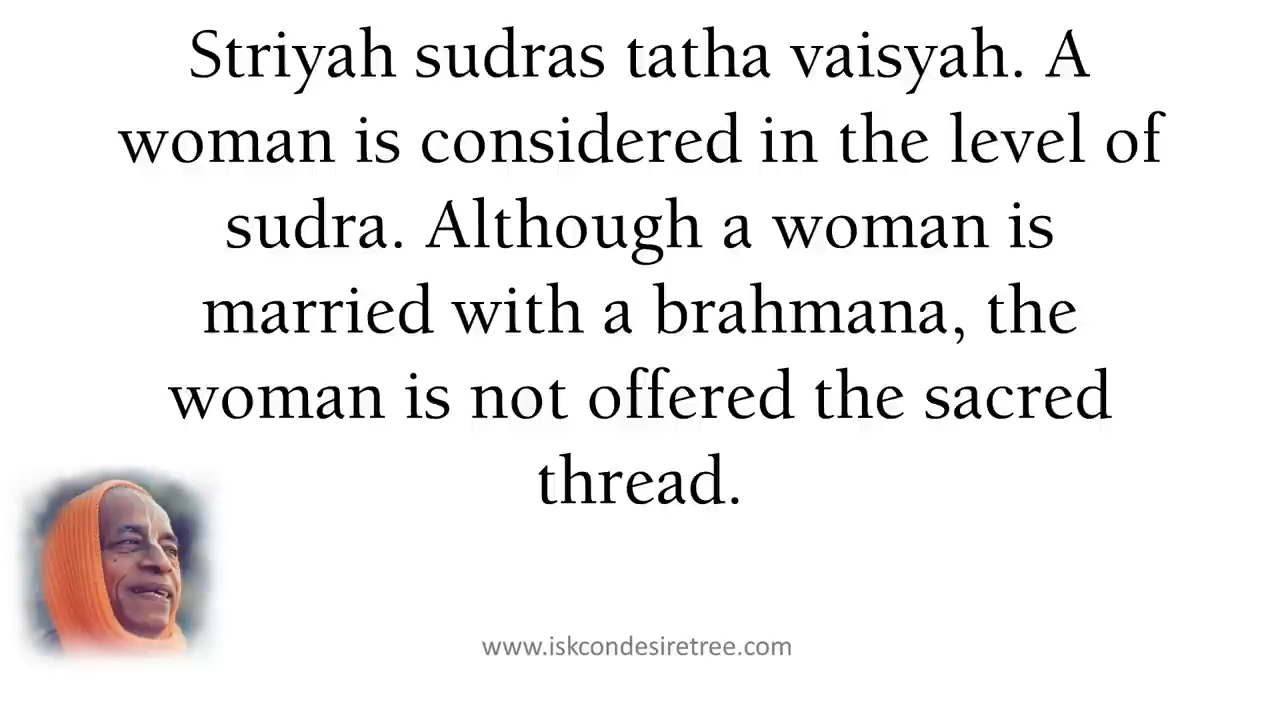 Striyah sudras tatha vaisyah. A
woman is considered in the level of
sudra. Although a woman is
married with a brahmana, the
woman is not offered the sacred
thread.
www.iskcondesiretree.com